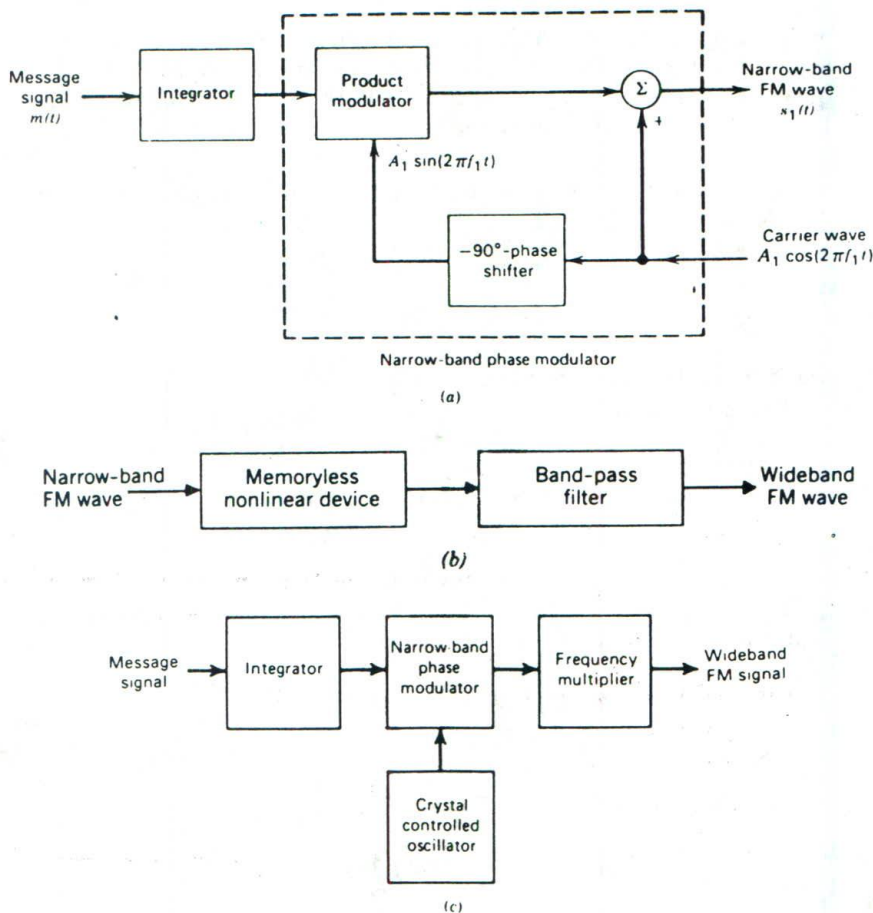 Message
signal
m(t)
Integrator
Product
modulator
Σ
+
Narrow-band
FM wave
s₁(t)
A₁ sin(2πf₁t)
−90°-phase
shifter
Carrier wave
A₁ cos(2πf₁t)
Narrow-band phase modulator
(a)
Narrow-band
FM wave
Memoryless
nonlinear device
Band-pass
filter
Wideband
FM wave
(b)
Message
signal
Integrator
Narrow-band
phase
modulator
Frequency
multiplier
Wideband
FM signal
Crystal
controlled
oscillator
(c)